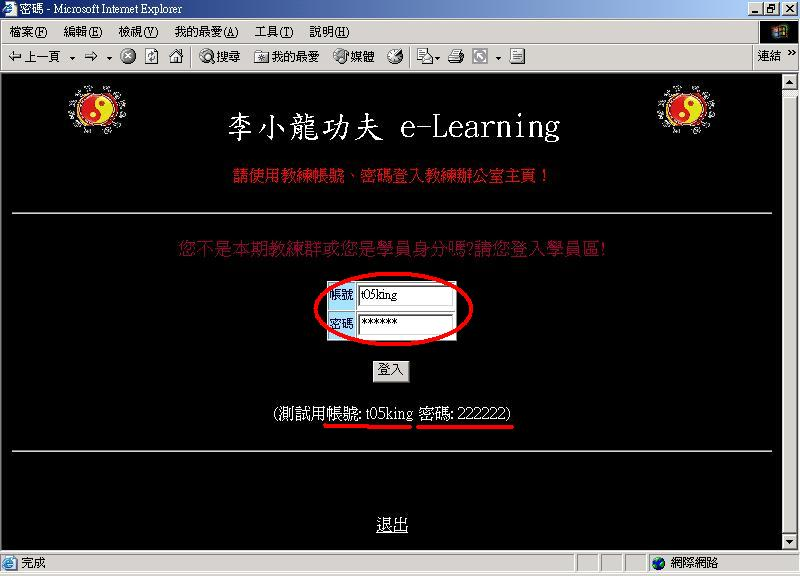 密碼 - Microsoft Internet Explorer
檔案(F) 編輯(E) 檢視(V) 我的最愛(A) 工具(T) 說明(H)
上一頁 搜尋 我的最愛 媒體 連結 »
李小龍功夫 e-Learning
請使用教練帳號、密碼登入教練辦公室主頁！
您不是本期教練群或您是學員身分嗎?請您登入學員區!
帳號 t05king
密碼 ******
登入
(測試用帳號: t05king 密碼: 222222)
退出
完成 網際網路